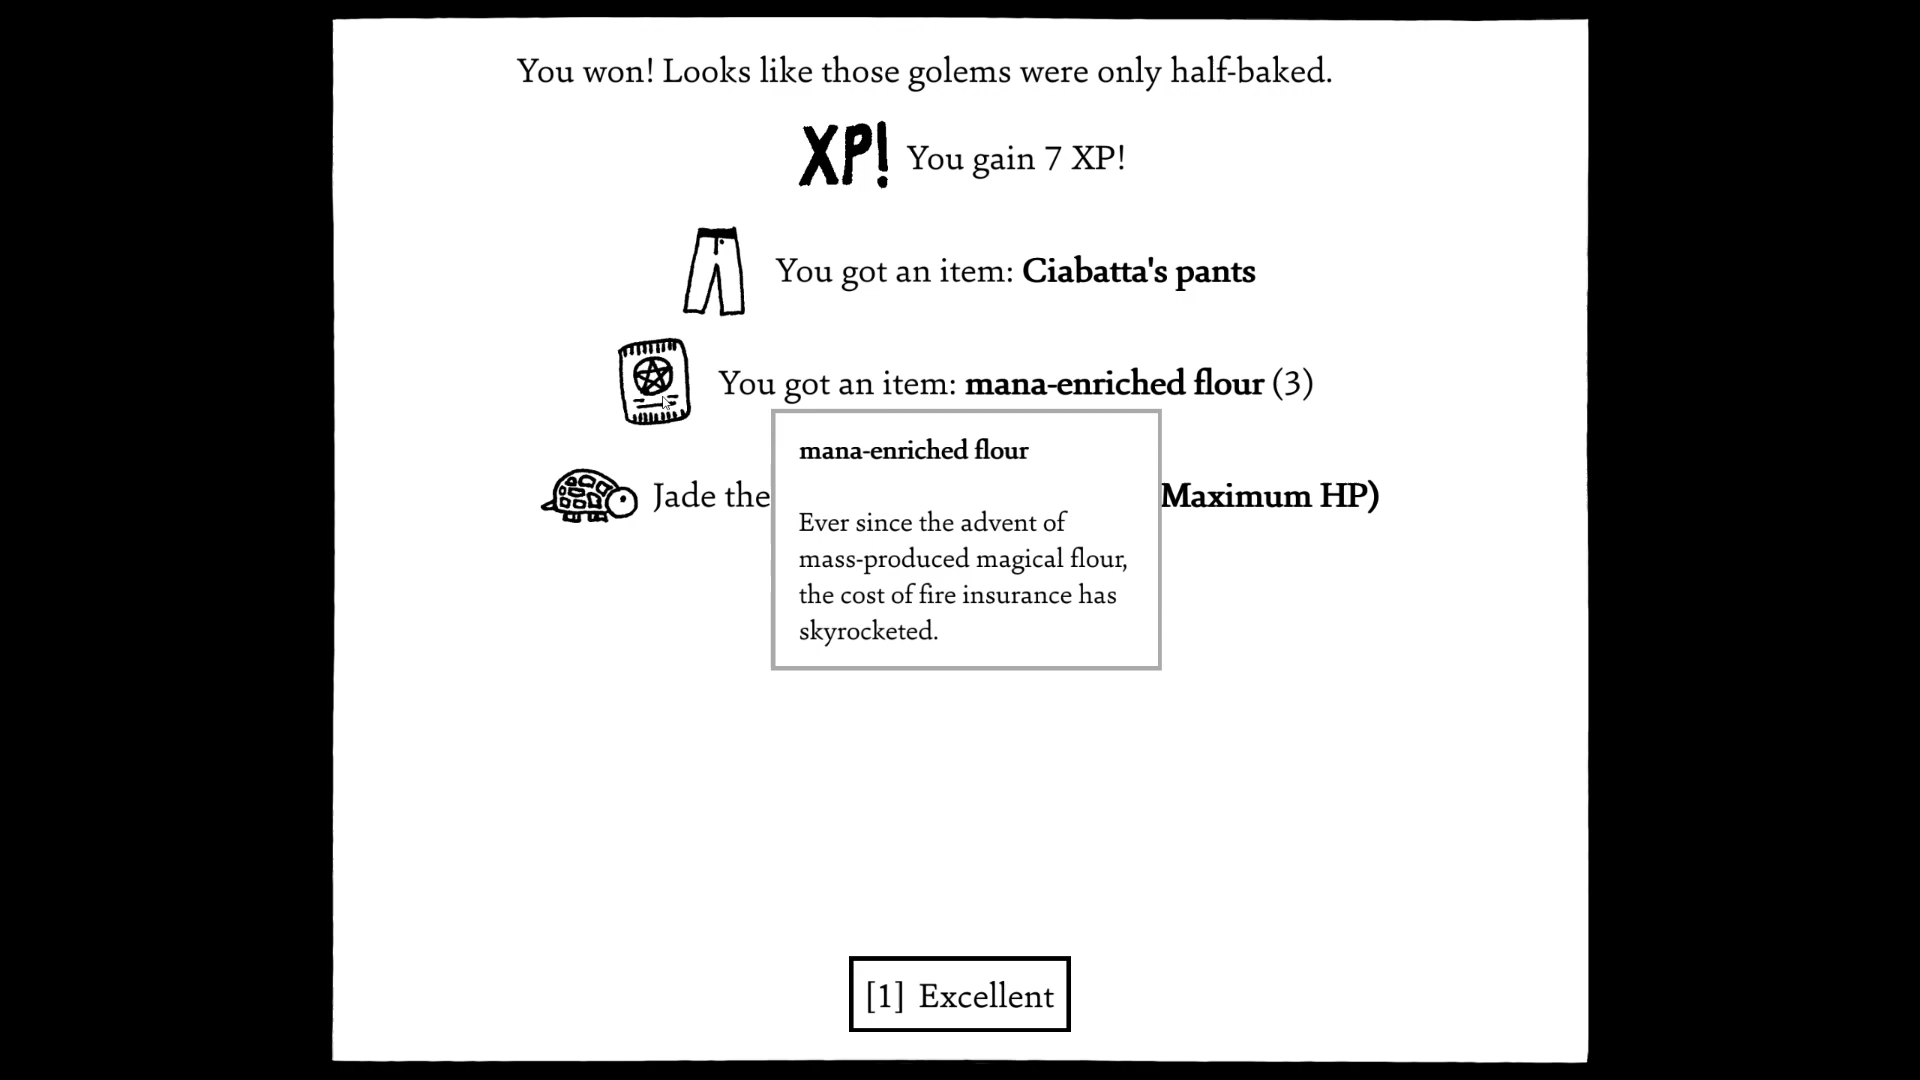 You won! Looks like those golems were only half-baked.
XP! You gain 7 XP!
You got an item: Ciabatta's pants
You got an item: mana-enriched flour (3)
Jade the
Maximum HP)
mana-enriched flour
Ever since the advent of
mass-produced magical flour,
the cost of fire insurance has
skyrocketed.
[1] Excellent